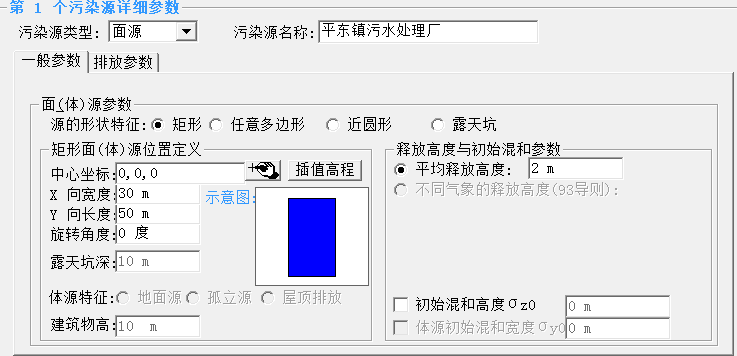 第 1 个污染源详细参数
污染源类型: 面源 污染源名称: 平东镇污水处理厂
一般参数 排放参数
面(体)源参数
源的形状特征: 矩形 任意多边形 近圆形 露天坑
矩形面(体)源位置定义
中心坐标: 0,0,0 插值高程
X 向宽度: 30 m
Y 向长度: 50 m
旋转角度: 0 度
露天坑深: 10 m
示意图:
体源特征: 地面源 孤立源 屋顶排放
建筑物高: 10 m
释放高度与初始混和参数
平均释放高度: 2 m
不同气象的释放高度(93导则):
初始混和高度σz0 0 m
体源初始混和宽度σy0 0 m